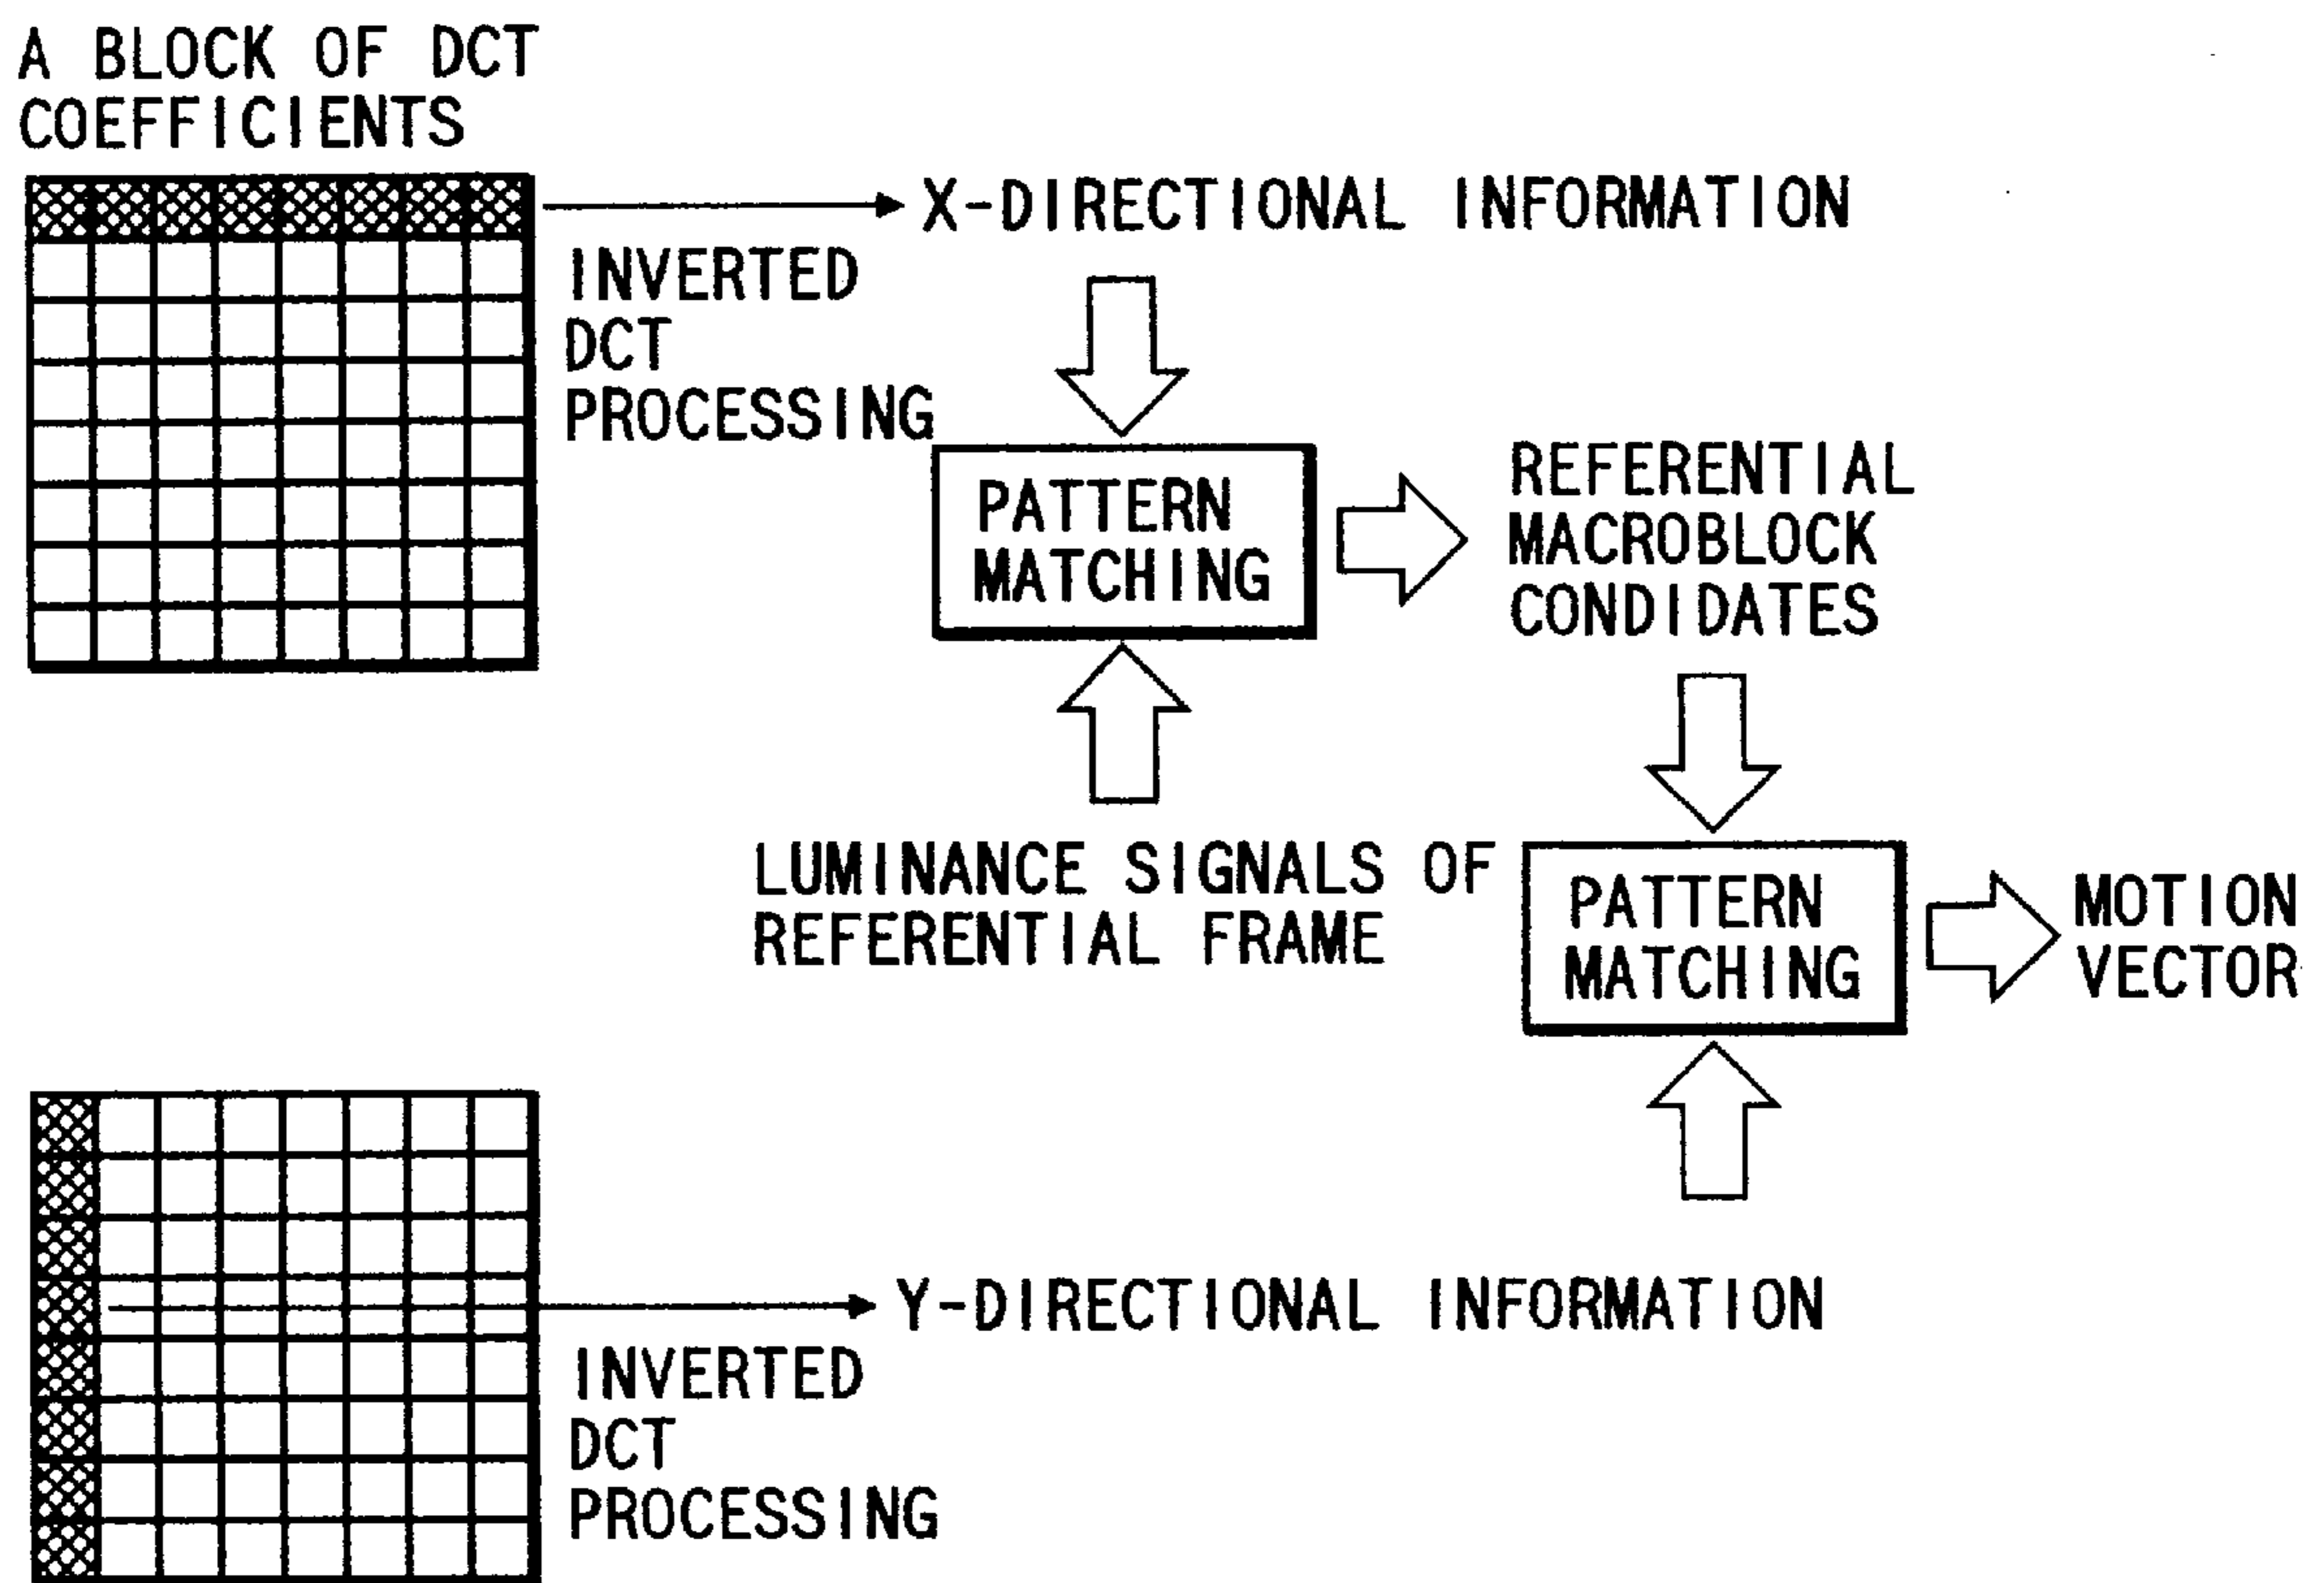 A BLOCK OF DCT
COEFFICIENTS
X-DIRECTIONAL INFORMATION
INVERTED
DCT
PROCESSING
PATTERN
MATCHING
REFERENTIAL
MACROBLOCK
CONDIDATES
LUMINANCE SIGNALS OF
REFERENTIAL FRAME
PATTERN
MATCHING
MOTION
VECTOR
Y-DIRECTIONAL INFORMATION
INVERTED
DCT
PROCESSING